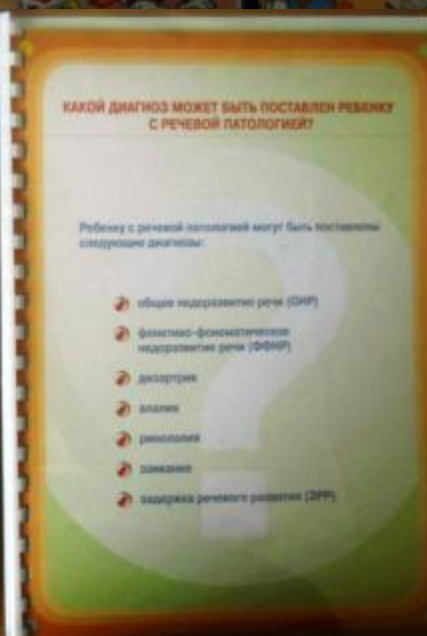 КАКОЙ ДИАГНОЗ МОЖЕТ БЫТЬ ПОСТАВЛЕН РЕБЕНКУ
С РЕЧЕВОЙ ПАТОЛОГИЕЙ?
Ребенку с речевой патологией могут быть поставлены
следующие диагнозы:
общее недоразвитие речи (ОНР)
фонетико-фонематическое
недоразвитие речи (ФФНР)
дизартрия
алалия
ринолалия
заикание
задержка речевого развития (ЗРР)